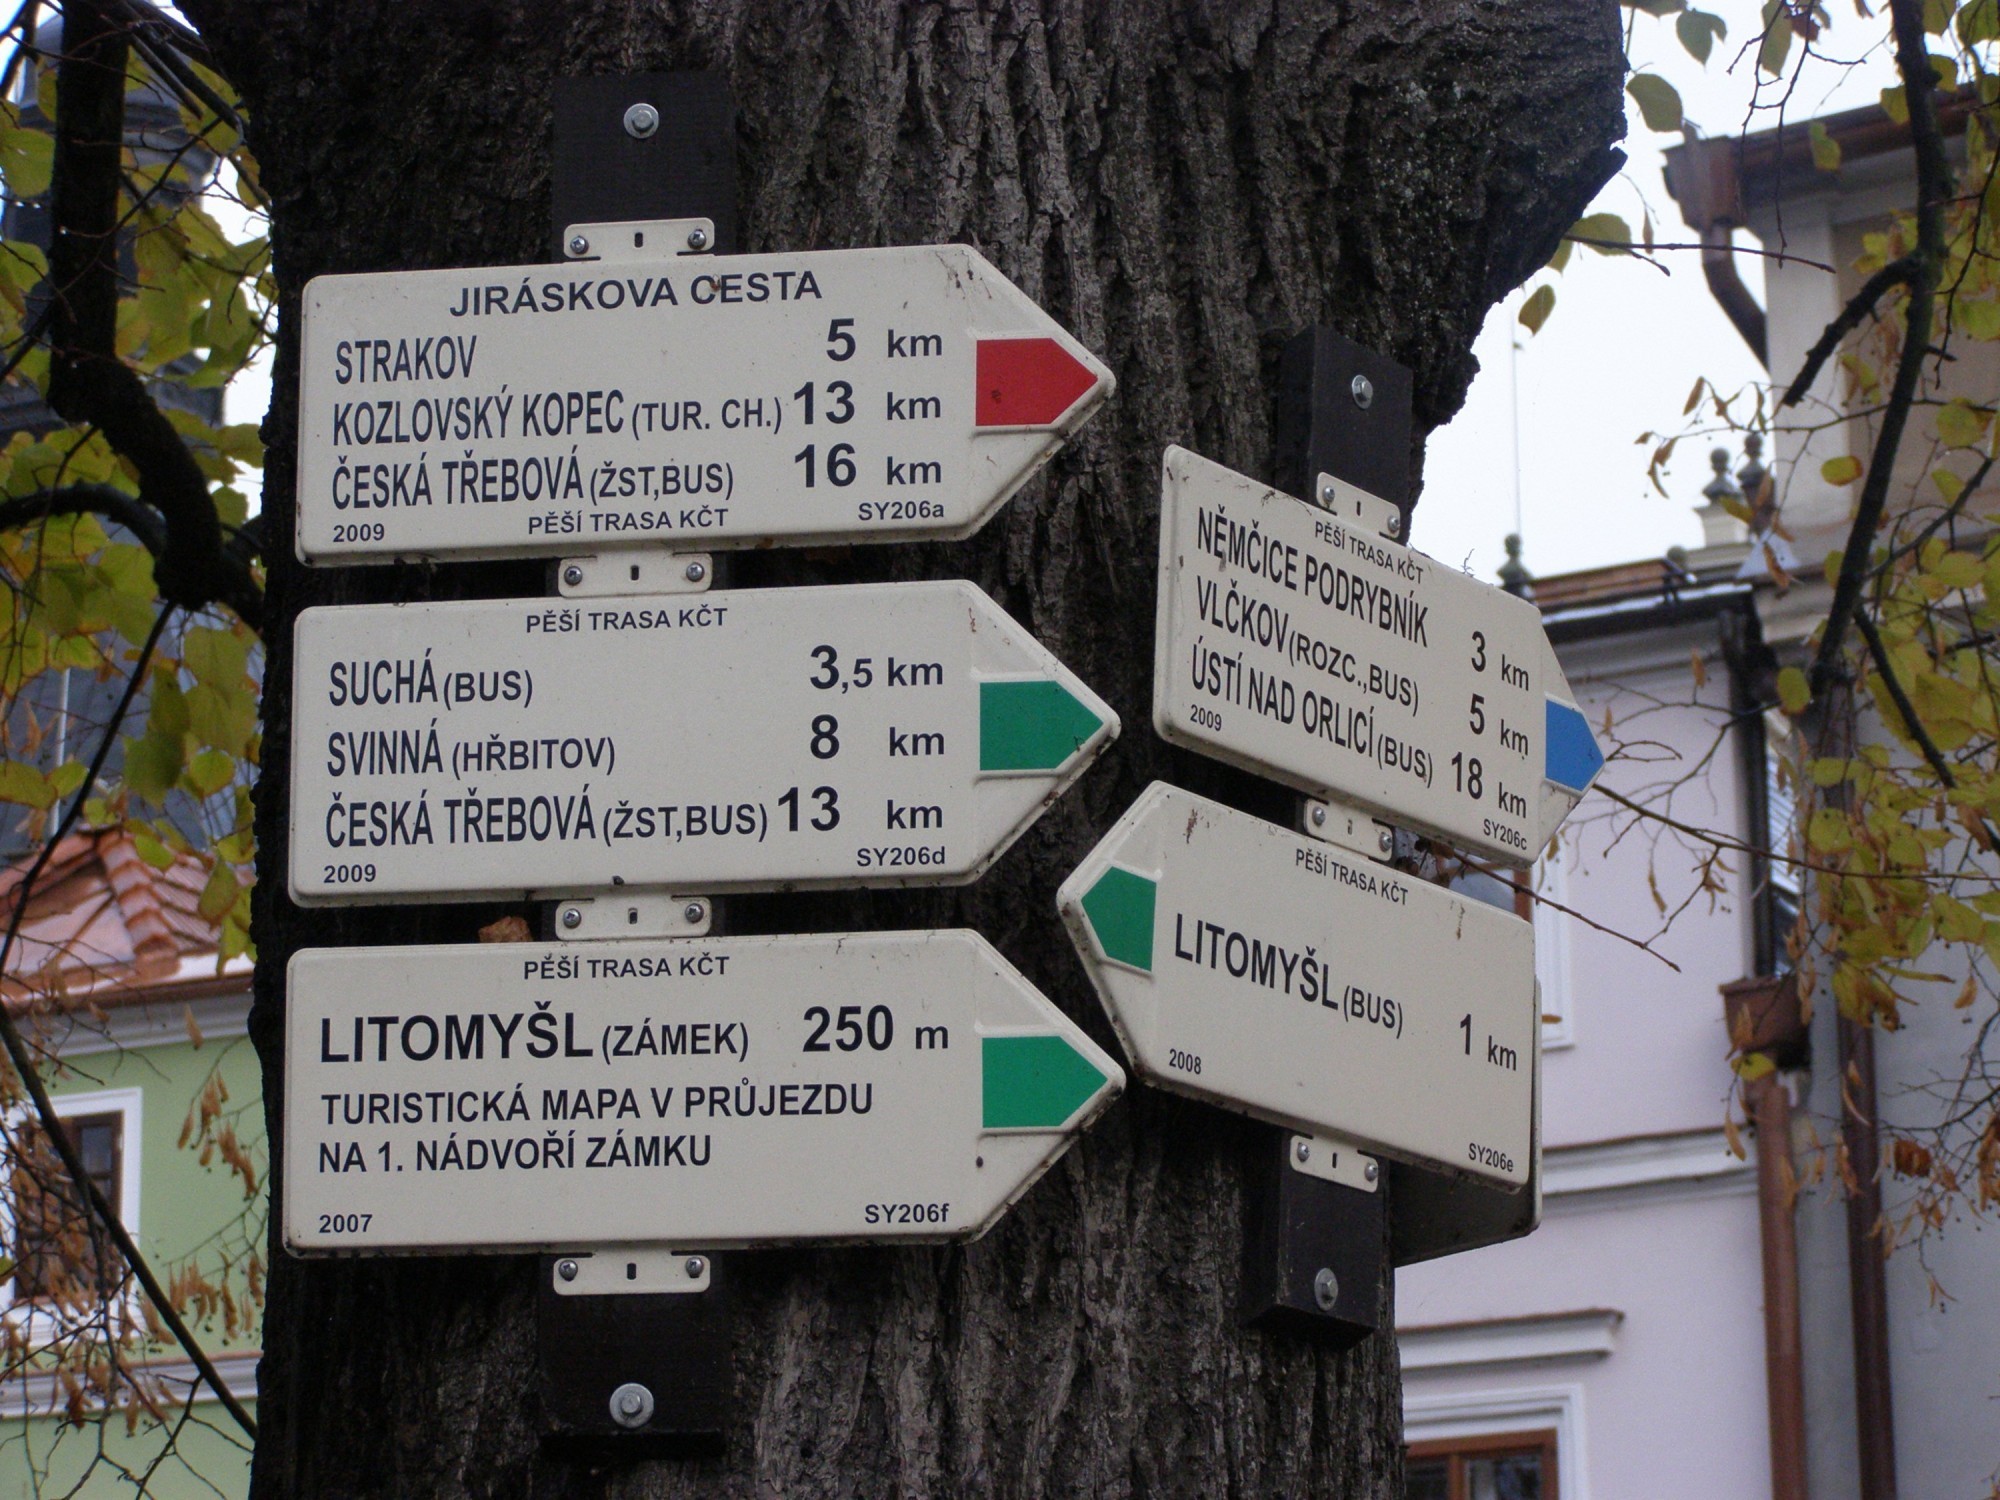 JIRÁSKOVA CESTA
STRAKOV 5 km
KOZLOVSKÝ KOPEC (TUR. CH.) 13 km
ČESKÁ TŘEBOVÁ (ŽST,BUS) 16 km
2009 PĚŠÍ TRASA KČT SY206a
PĚŠÍ TRASA KČT
SUCHÁ (BUS) 3,5 km
SVINNÁ (HŘBITOV) 8 km
ČESKÁ TŘEBOVÁ (ŽST,BUS) 13 km
2009 SY206d
PĚŠÍ TRASA KČT
LITOMYŠL (ZÁMEK) 250 m
TURISTICKÁ MAPA V PRŮJEZDU
NA 1. NÁDVOŘÍ ZÁMKU
2007 SY206f
PĚŠÍ TRASA KČT
NĚMČICE PODRYBNÍK 3 km
VLČKOV (ROZC.,BUS) 5 km
ÚSTÍ NAD ORLICÍ (BUS) 18 km
2009 SY206c
PĚŠÍ TRASA KČT
LITOMYŠL (BUS) 1 km
2008 SY206e